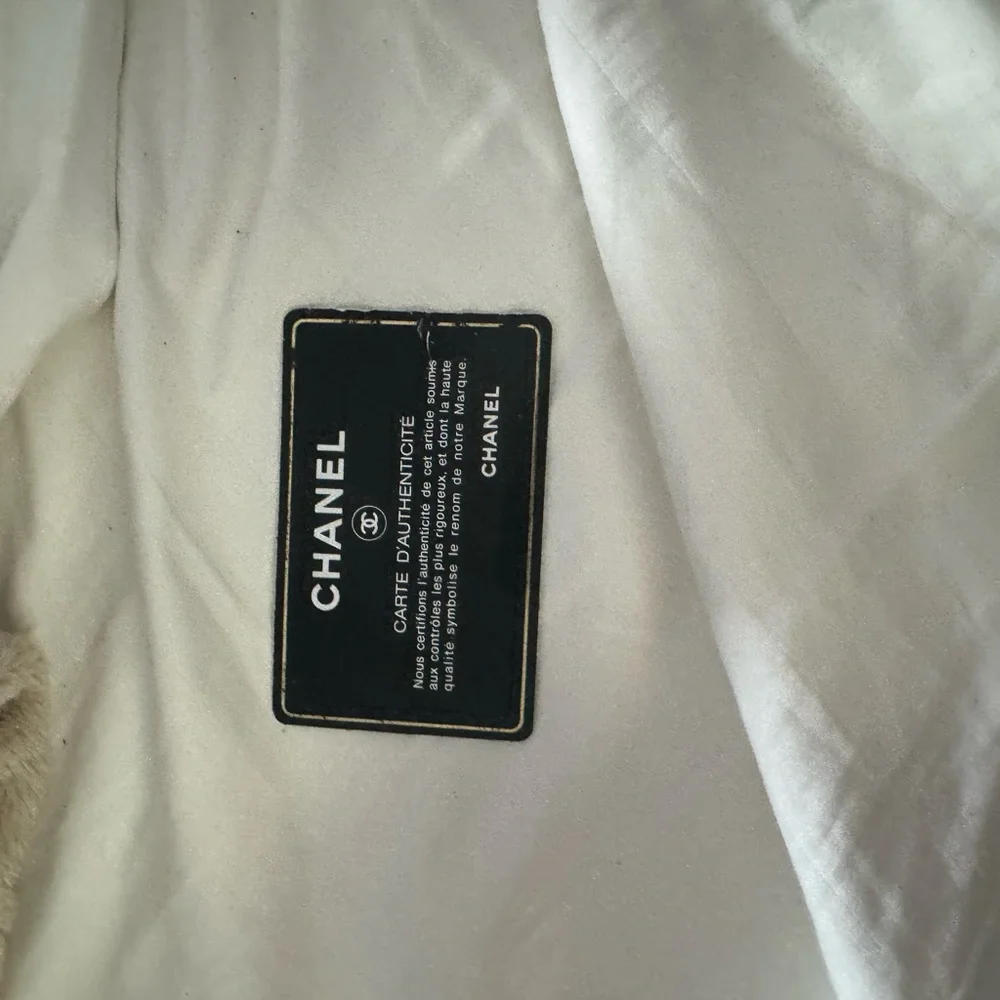 CHANEL
CARTE D'AUTHENTICITÉ
Nous certifions l'authenticité de cet article soumis
aux contrôles les plus rigoureux, et dont la haute
qualité symbolise le renom de notre Marque.
CHANEL